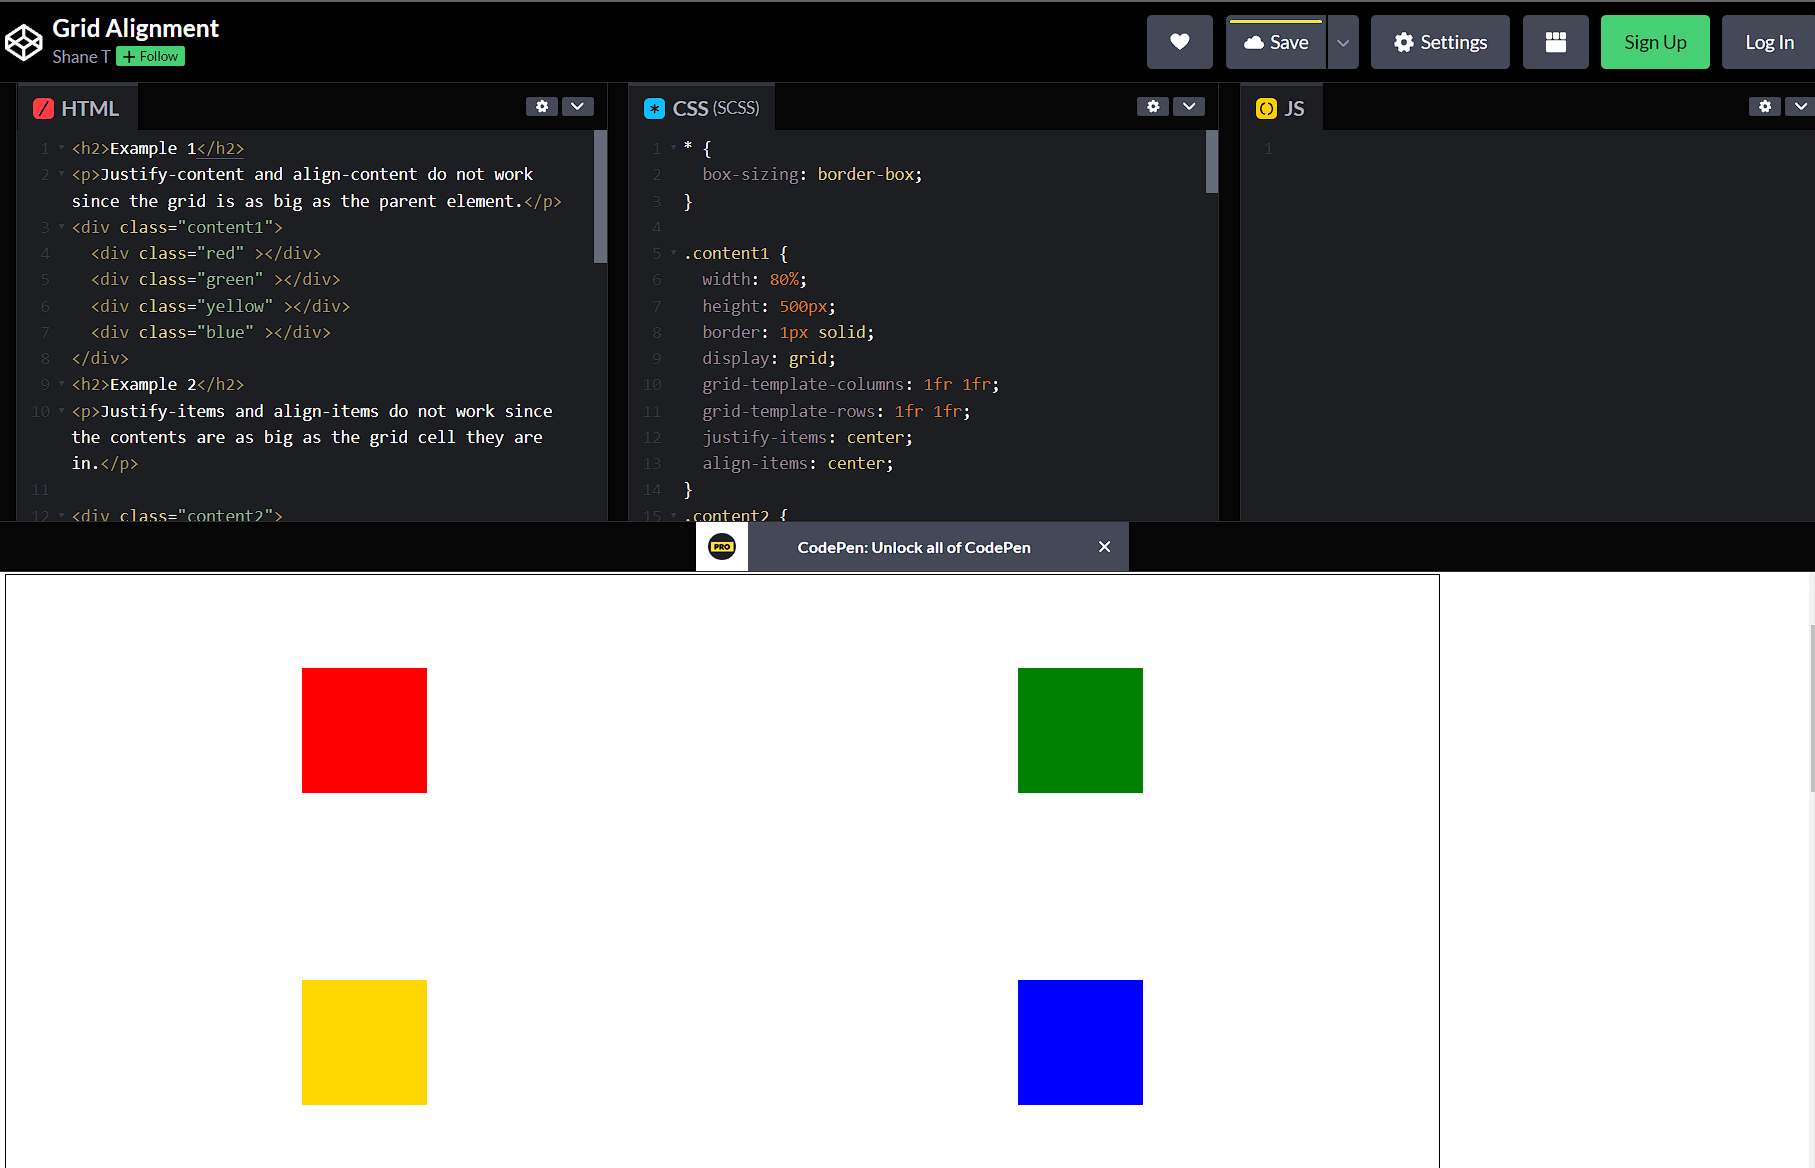 Grid Alignment
Shane T
+ Follow
Save
Settings
Sign Up
Log In
HTML
1 <h2>Example 1</h2>
2 <p>Justify-content and align-content do not work
since the grid is as big as the parent element.</p>
3 <div class="content1">
4 <div class="red" ></div>
5 <div class="green" ></div>
6 <div class="yellow" ></div>
7 <div class="blue" ></div>
8 </div>
9 <h2>Example 2</h2>
10 <p>Justify-items and align-items do not work since
the contents are as big as the grid cell they are
in.</p>
11
12 <div class="content2">
CSS (SCSS)
1 * {
2 box-sizing: border-box;
3 }
4
5 .content1 {
6 width: 80%;
7 height: 500px;
8 border: 1px solid;
9 display: grid;
10 grid-template-columns: 1fr 1fr;
11 grid-template-rows: 1fr 1fr;
12 justify-items: center;
13 align-items: center;
14 }
15 .content2 {
JS
1
PRO
CodePen: Unlock all of CodePen